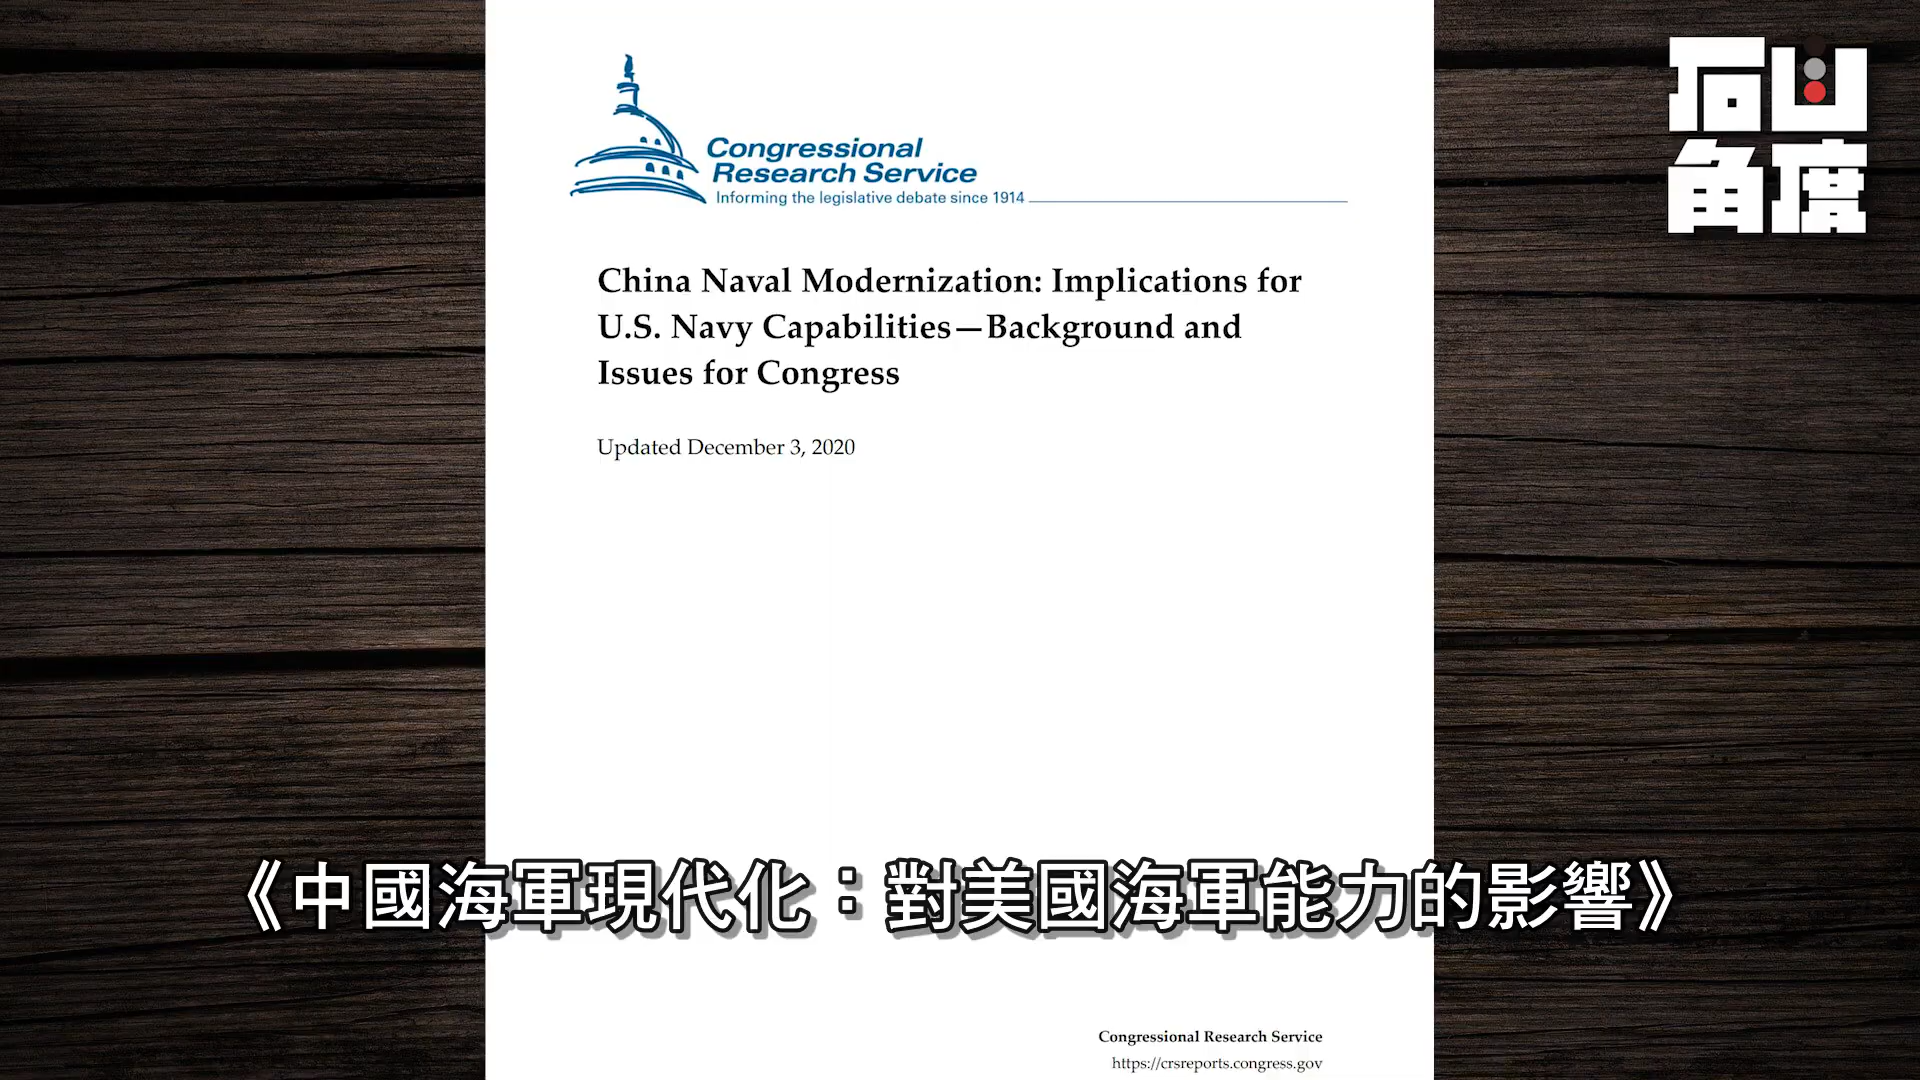 石山
角度
Congressional
Research Service
Informing the legislative debate since 1914
China Naval Modernization: Implications for
U.S. Navy Capabilities—Background and
Issues for Congress
Updated December 3, 2020
《中國海軍現代化：對美國海軍能力的影響》
Congressional Research Service
https://crsreports.congress.gov